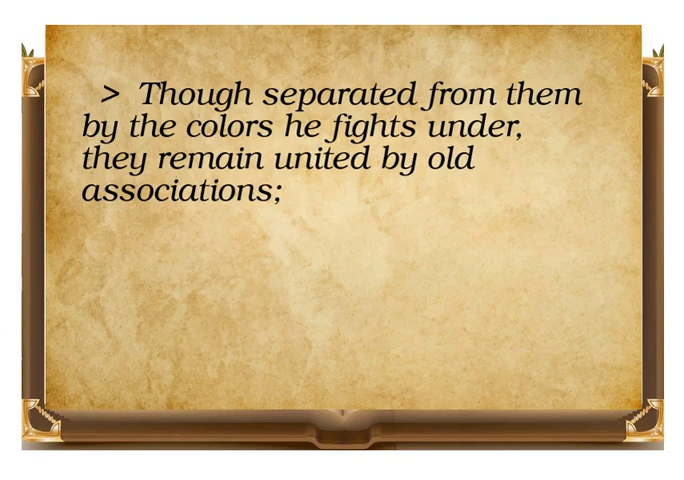 > Though separated from them
by the colors he fights under,
they remain united by old
associations;